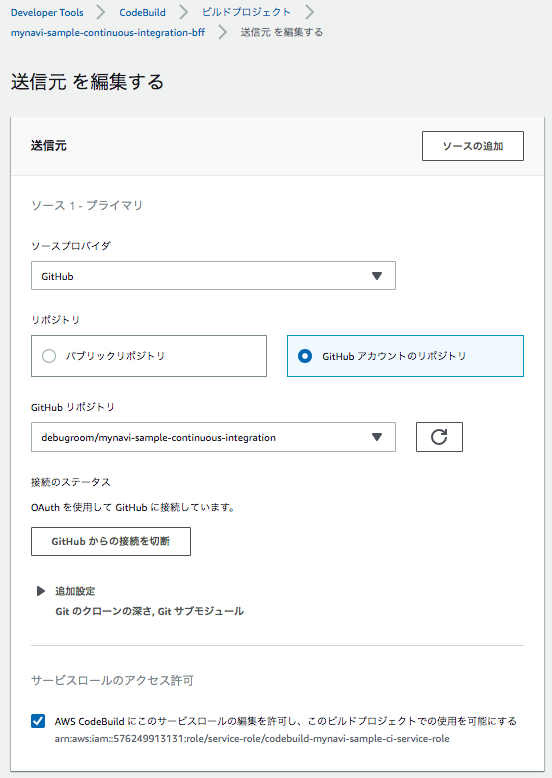 Developer Tools > CodeBuild > ビルドプロジェクト >
mynavi-sample-continuous-integration-bff > 送信元 を編集する
送信元 を編集する
送信元 ソースの追加
ソース 1 - プライマリ
ソースプロバイダ
GitHub
リポジトリ
パブリックリポジトリ GitHub アカウントのリポジトリ
GitHub リポジトリ
debugroom/mynavi-sample-continuous-integration
接続のステータス
OAuth を使用して GitHub に接続しています。
GitHub からの接続を切断
追加設定
Git のクローンの深さ, Git サブモジュール
サービスロールのアクセス許可
AWS CodeBuild にこのサービスロールの編集を許可し、このビルドプロジェクトでの使用を可能にする
arn:aws:iam::576249913131:role/service-role/codebuild-mynavi-sample-ci-service-role